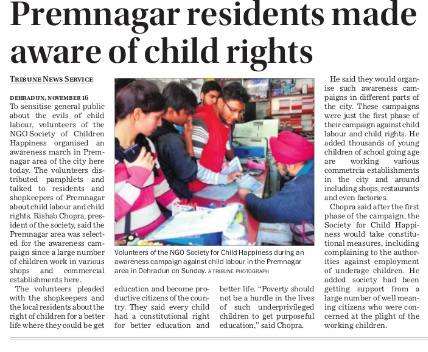 Premnagar residents made
aware of child rights
TRIBUNE NEWS SERVICE
DEHRADUN, NOVEMBER 16
To sensitise general public
about the evils of child
labour, volunteers of the
NGO Society of Children
Happiness organised an
awareness march in Prem-
nagar area of the city here
today. The volunteers dis-
tributed pamphlets and
talked to residents and
shopkeepers of Premnagar
about child labour and child
rights. Rishab Chopra, pres-
ident of the society, said the
Premnagar area was select-
ed for the awareness cam-
paign since a large number
of children work in various
shops and commercial
establishments here.
The volunteers pleaded
with the shopkeepers and
the local residents about the
right of children for a better
life where they could be get
Volunteers of the NGO Society for Child Happiness during an
awareness campaign against child labour in the Premnagar
area in Dehradun on Sunday. A TRIBUNE PHOTOGRAPH
education and become pro-
ductive citizens of the coun-
try. They said every child
had a constitutional right
for better education and
better life. “Poverty should
not be a hurdle in the lives
of such underprivileged
children to get purposeful
education,” said Chopra.
He said they would organ-
ise such awareness cam-
paigns in different parts of
the city. These campaigns
were just the first phase of
their campaign against child
labour and child rights. He
added thousands of young
children of school going age
are working various
commetrcia establishments
in the city and around
including shops, restaurants
and even factories.
Chopra said after the first
phase of the campaign, the
Society for Child Happi-
ness would take constitu-
tional measures, including
complaining to the author-
ities against employment
of underage children. He
added society had been
getting support from a
large number of well mean-
ing citizens who were con-
cerned at the plight of the
working children.